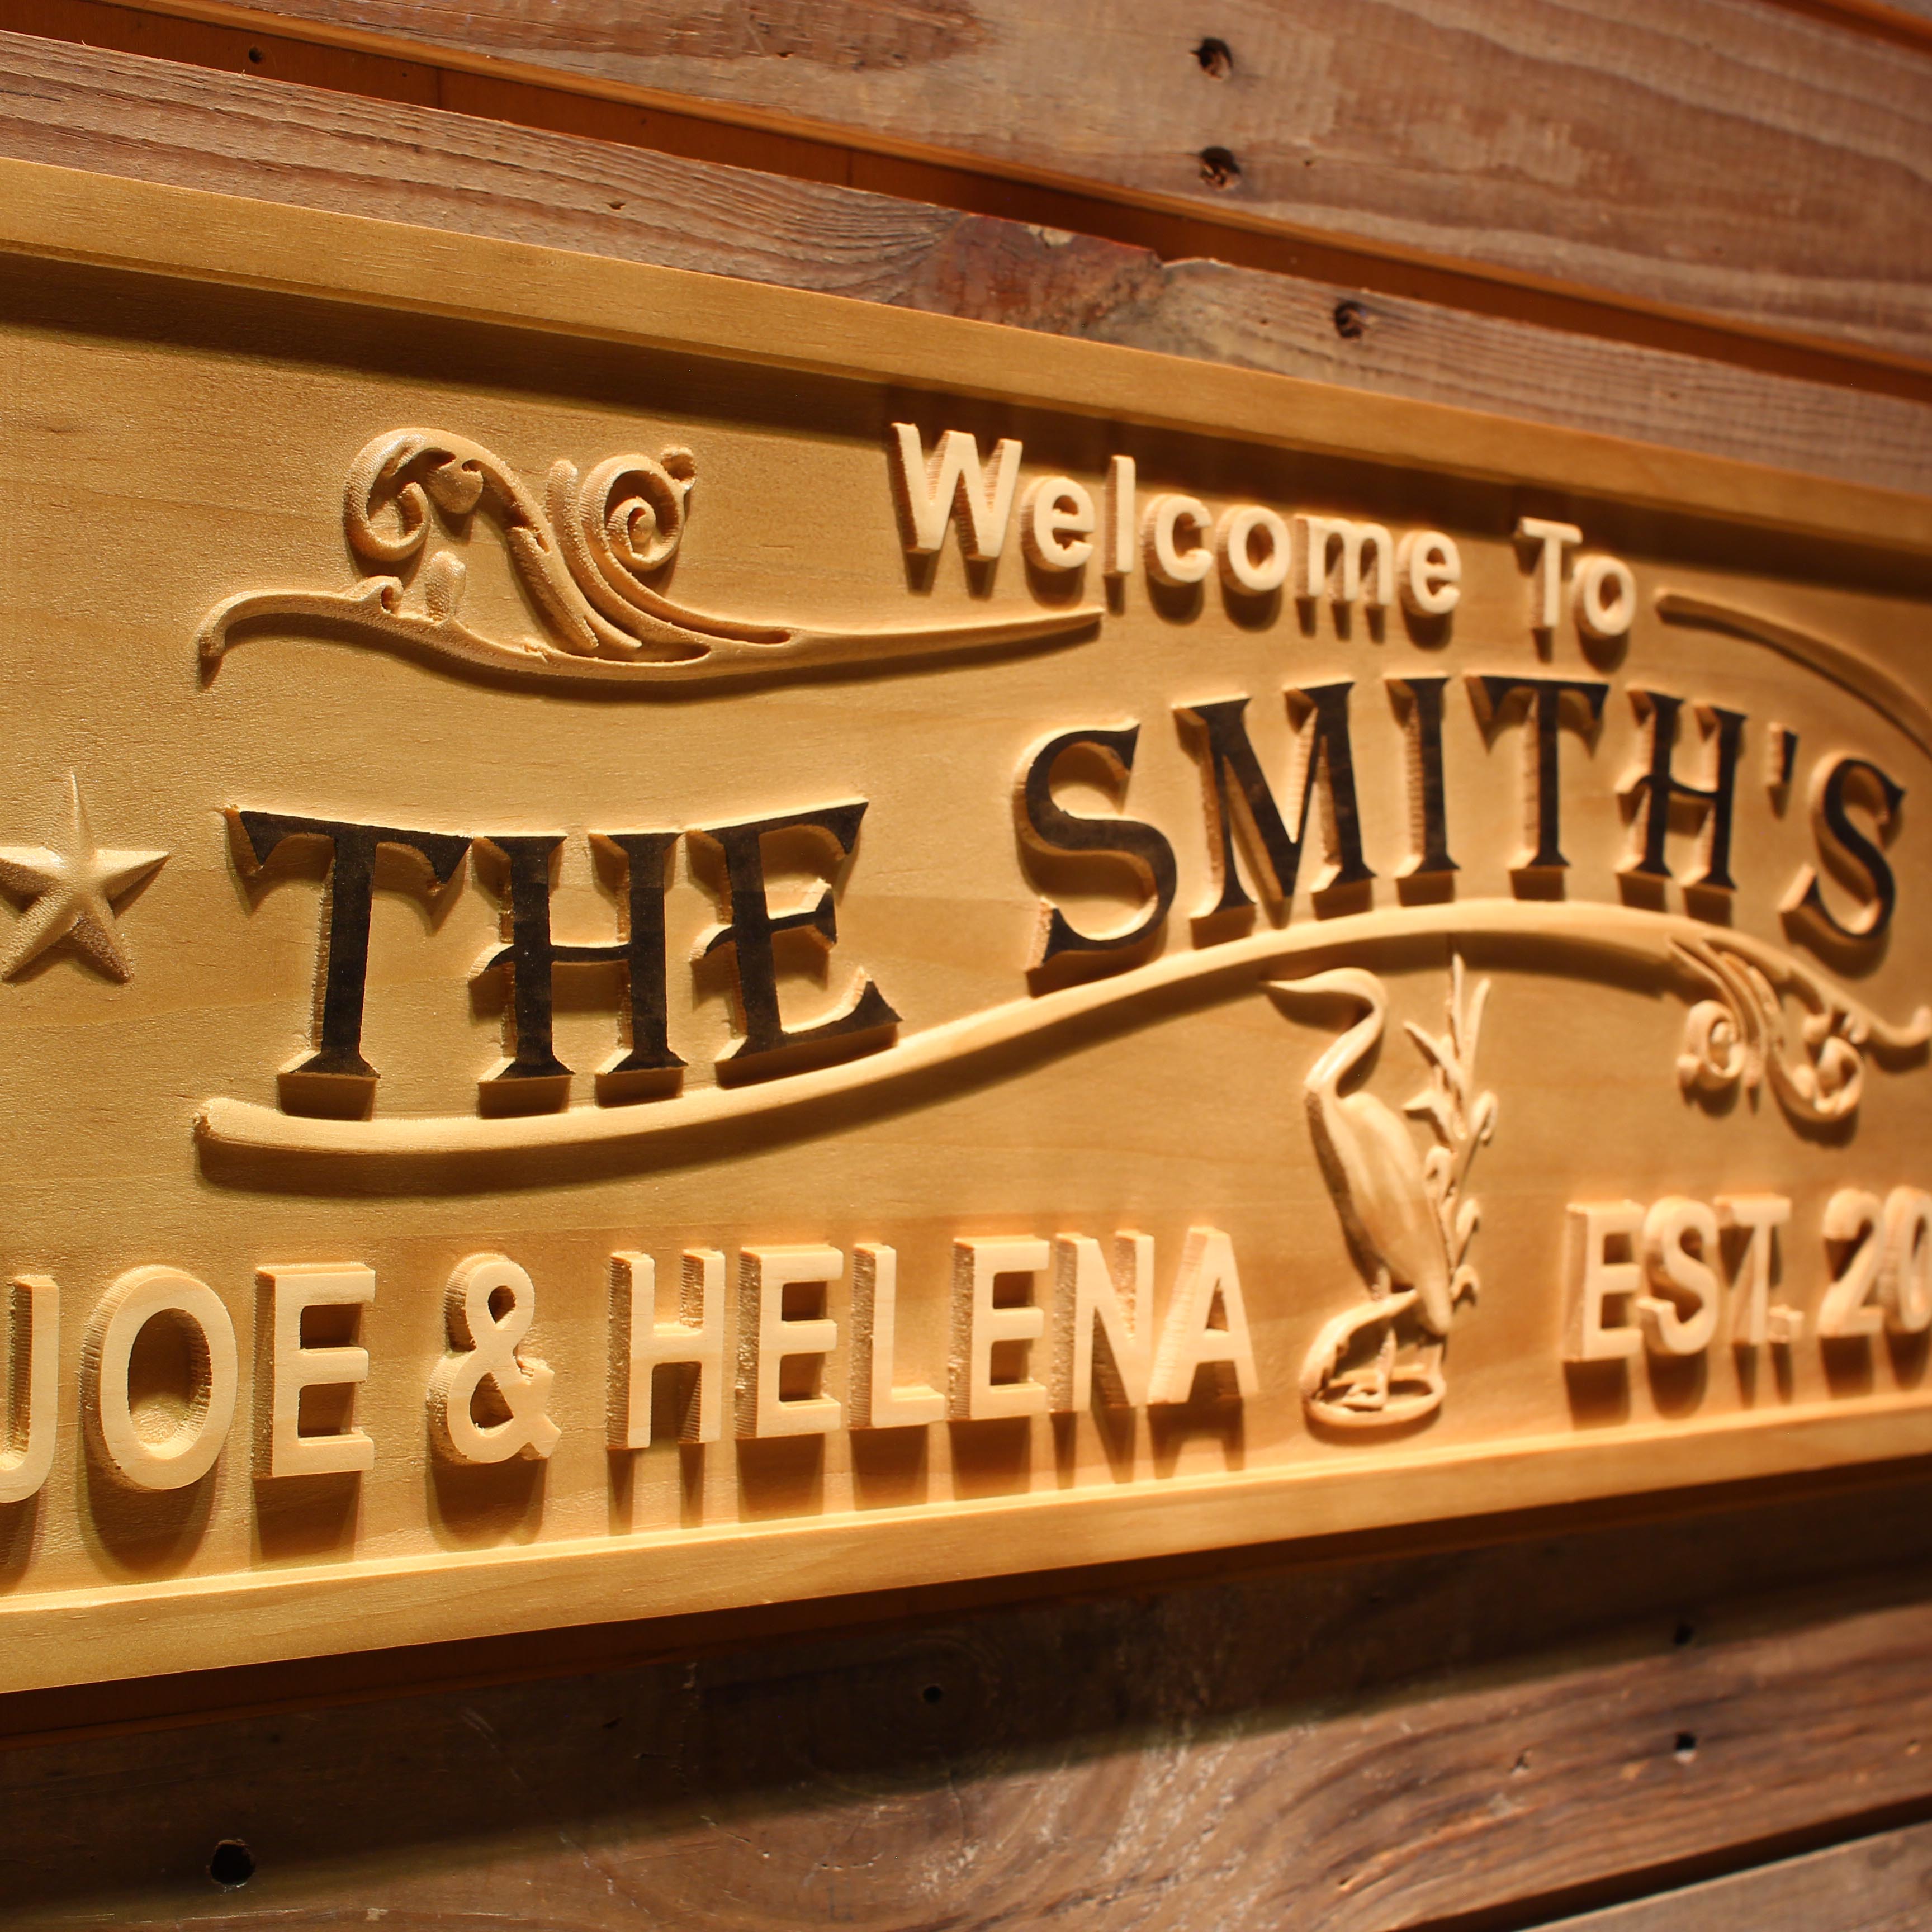 Welcome To
THE SMITH'S
JOE & HELENA EST. 20